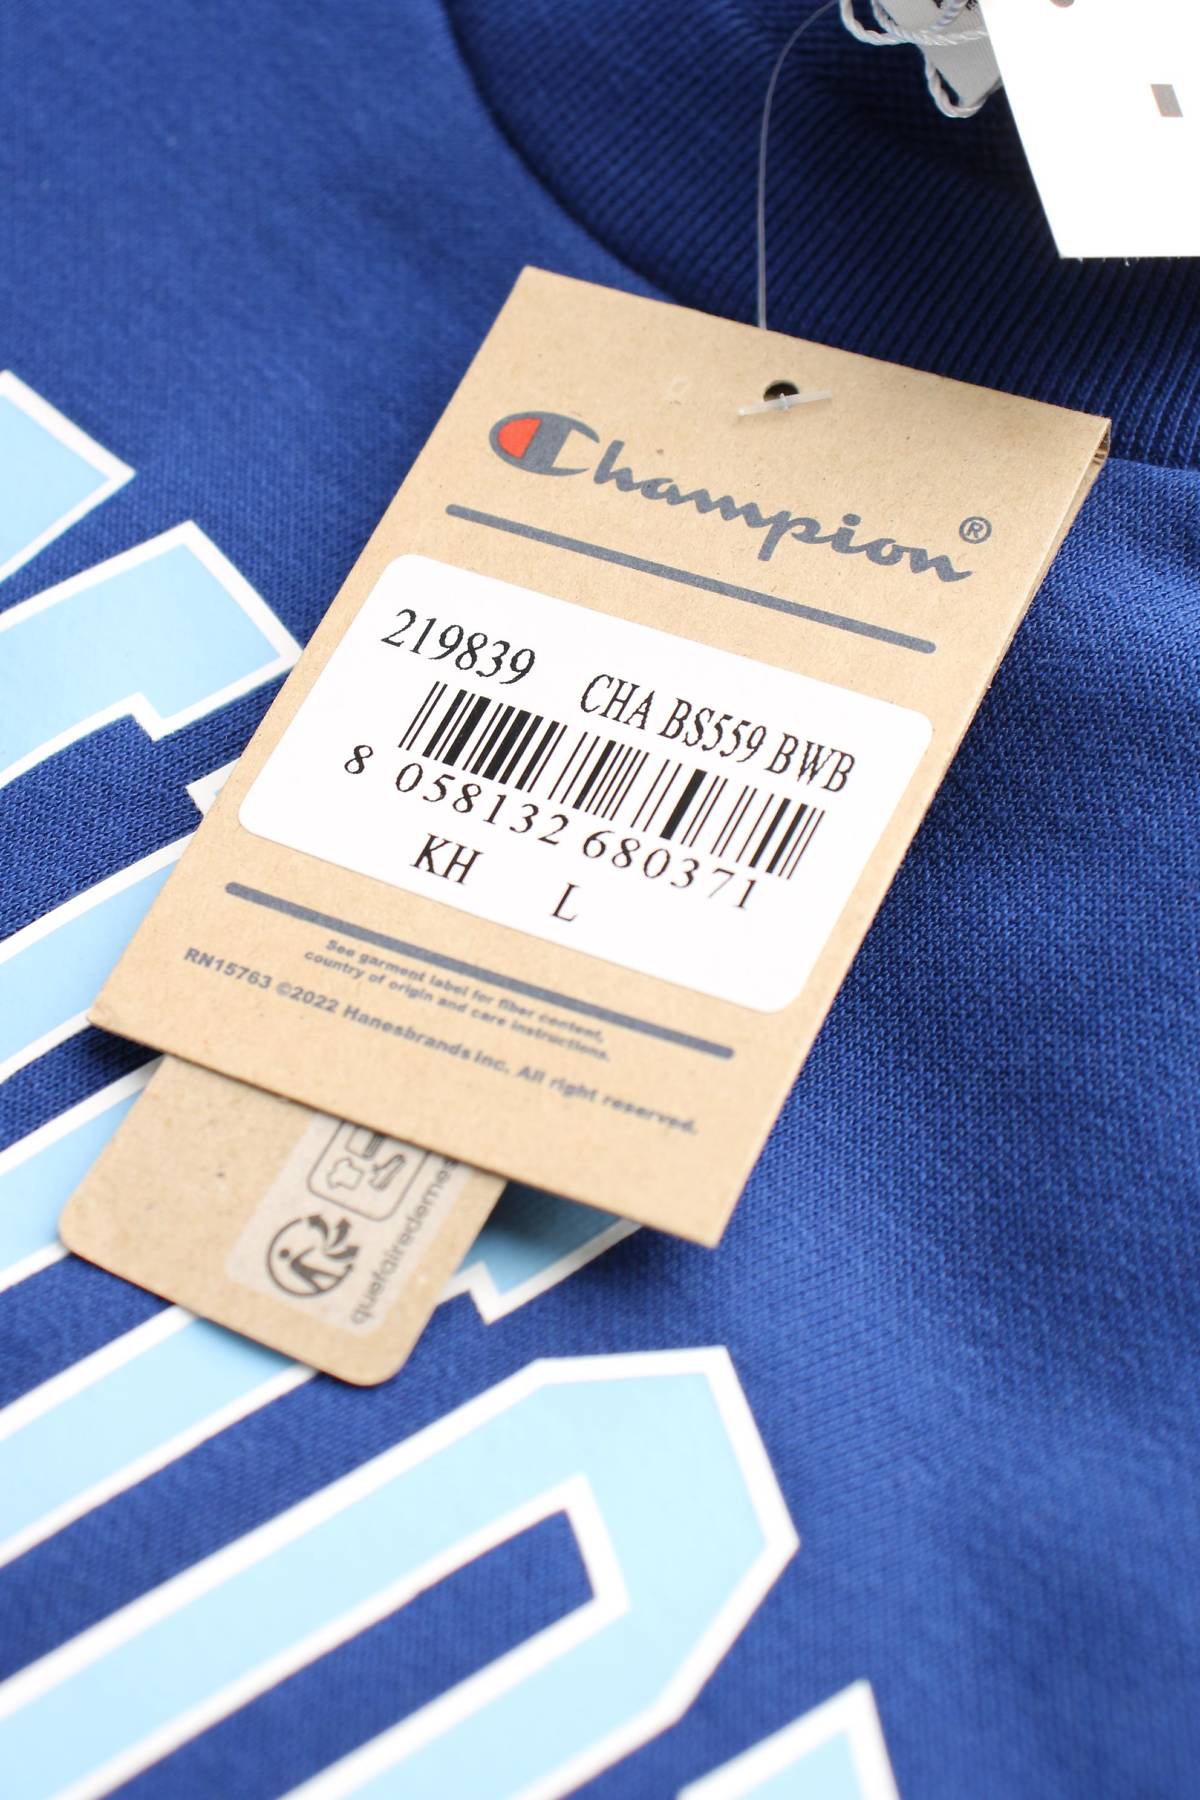 Champion®
219839 CHA BS559 BWB
8 058132 680371
KH L
See garment label for fiber content,
country of origin and care instructions.
RN15763 ©2022 Hanesbrands Inc. All right reserved.